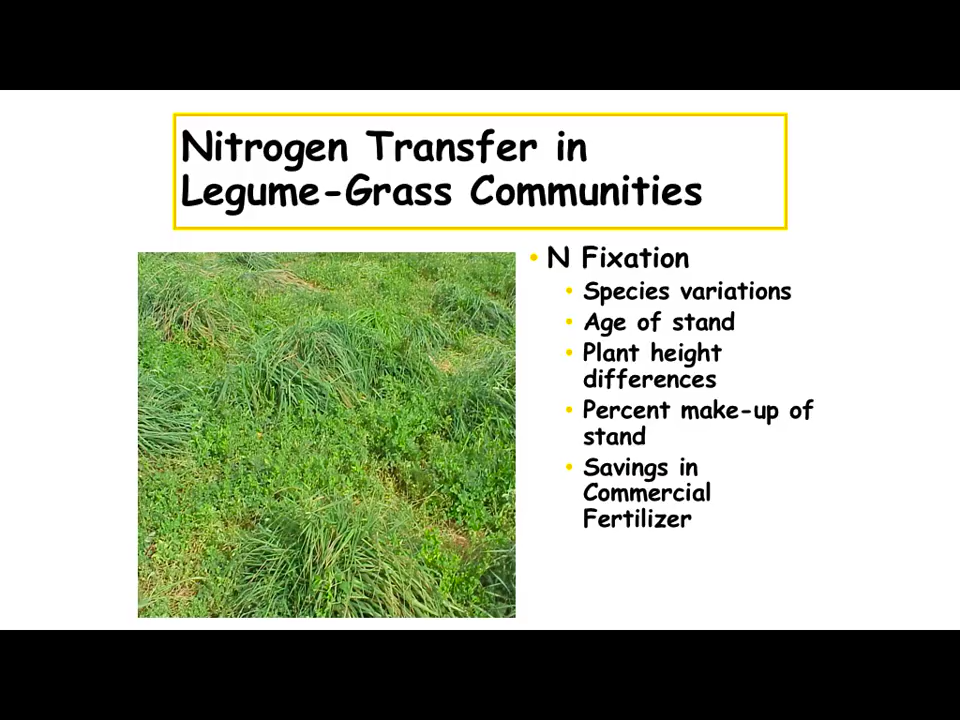 Nitrogen Transfer in
Legume-Grass Communities
• N Fixation
• Species variations
• Age of stand
• Plant height
differences
• Percent make-up of
stand
• Savings in
Commercial
Fertilizer